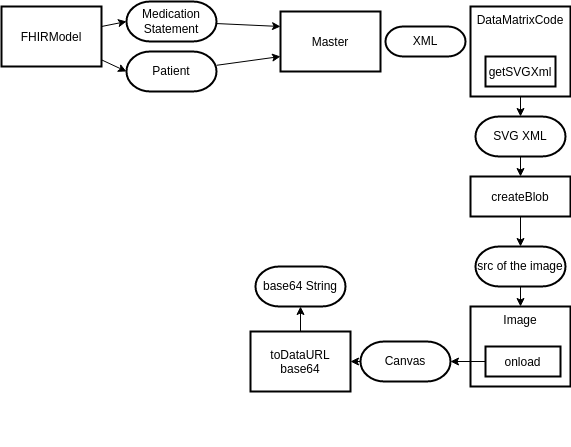 FHIRModel
Medication
Statement
Patient
Master
XML
DataMatrixCode
getSVGXml
SVG XML
createBlob
src of the image
Image
onload
Canvas
toDataURL
base64
base64 String